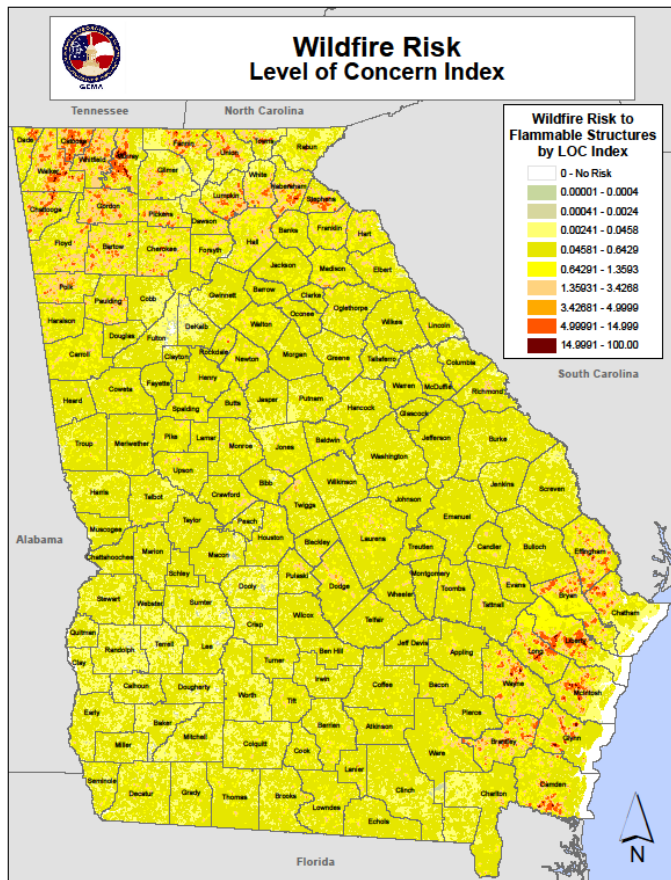 Wildfire Risk
Level of Concern Index
GEMA
Tennessee
North Carolina
Wildfire Risk to
Flammable Structures
by LOC Index
0 - No Risk
0.00001 - 0.0004
0.00041 - 0.0024
0.00241 - 0.0458
0.04581 - 0.6429
0.64291 - 1.3593
1.35931 - 3.4268
3.42681 - 4.9999
4.99991 - 14.999
14.9991 - 100.00
South Carolina
Alabama
Florida
N
Dade
Catoosa
Whitfield
Murray
Fannin
Union
Towns
Rabun
Walker
Gilmer
White
Habersham
Stephens
Lumpkin
Chattooga
Gordon
Pickens
Dawson
Banks
Franklin
Hart
Floyd
Bartow
Cherokee
Forsyth
Hall
Jackson
Madison
Elbert
Polk
Paulding
Cobb
Gwinnett
Barrow
Clarke
Oconee
Oglethorpe
Wilkes
Lincoln
Haralson
Douglas
Fulton
DeKalb
Walton
Carroll
Clayton
Rockdale
Newton
Morgan
Greene
Taliaferro
Columbia
McDuffie
Richmond
Warren
Heard
Coweta
Fayette
Henry
Spalding
Butts
Jasper
Putnam
Hancock
Glascock
Troup
Meriwether
Pike
Lamar
Monroe
Jones
Baldwin
Washington
Jefferson
Burke
Upson
Bibb
Wilkinson
Jenkins
Screven
Harris
Talbot
Crawford
Twiggs
Johnson
Emanuel
Muscogee
Taylor
Peach
Houston
Bleckley
Laurens
Treutlen
Candler
Bulloch
Effingham
Chattahoochee
Marion
Macon
Schley
Dooly
Pulaski
Dodge
Montgomery
Wheeler
Toombs
Evans
Tattnall
Bryan
Chatham
Stewart
Webster
Sumter
Wilcox
Telfair
Quitman
Randolph
Terrell
Lee
Crisp
Ben Hill
Jeff Davis
Appling
Long
Liberty
Clay
Calhoun
Dougherty
Worth
Turner
Irwin
Tift
Coffee
Bacon
Wayne
McIntosh
Early
Baker
Mitchell
Colquitt
Cook
Berrien
Atkinson
Pierce
Ware
Brantley
Glynn
Miller
Lanier
Clinch
Charlton
Camden
Seminole
Decatur
Grady
Thomas
Brooks
Lowndes
Echols